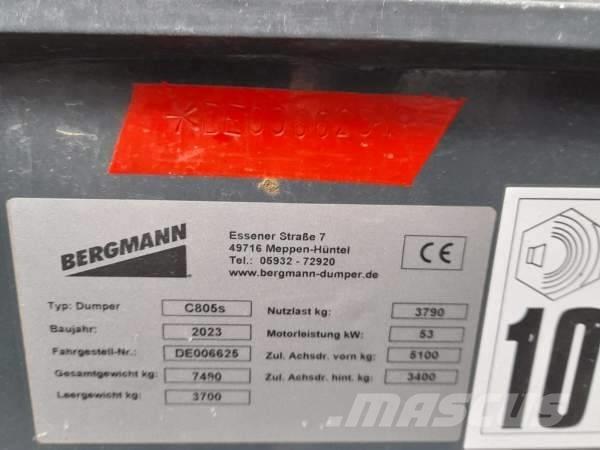 BERGMANN
Essener Straße 7
49716 Meppen-Hüntel
Tel.: 05932 - 72920
www.bergmann-dumper.de
CE
Typ: Dumper C805s
Baujahr: 2023
Fahrgestell-Nr.: DE006625
Gesamtgewicht kg: 7490
Leergewicht kg: 3700
Nutzlast kg: 3790
Motorleistung kW: 53
Zul. Achsdr. vorn kg: 5100
Zul. Achsdr. hint. kg: 3400
10
MASCUS